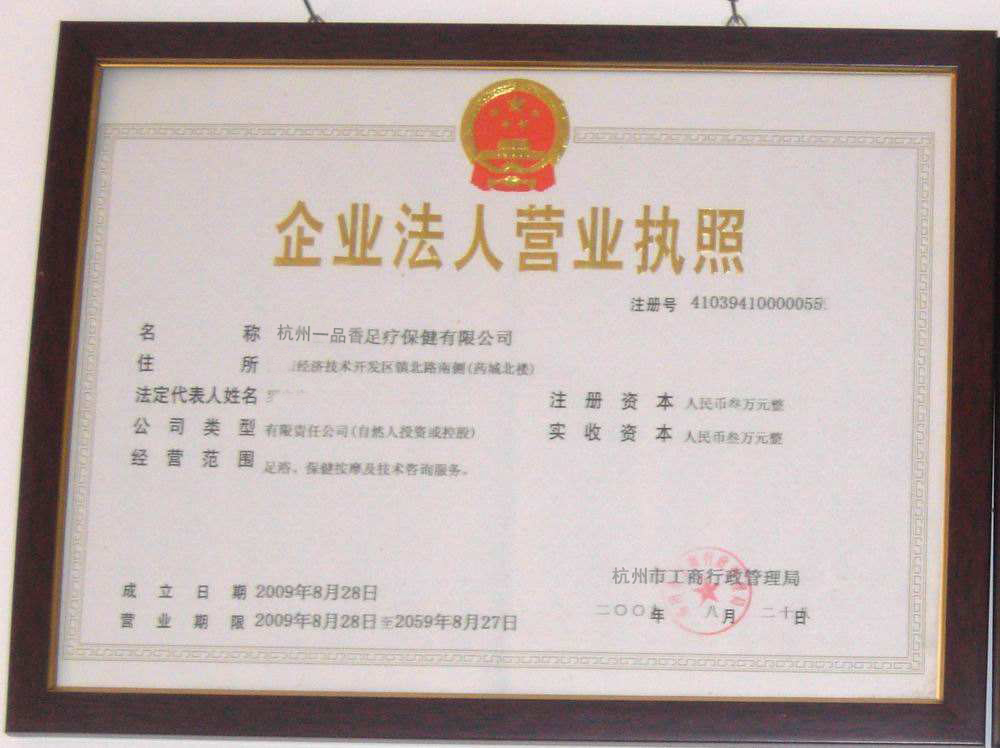 企业法人营业执照
注册号 41039410000055
名称 杭州一品香足疗保健有限公司
住所 经济技术开发区镇北路南侧(药城北楼)
法定代表人姓名
注册资本 人民币叁万元整
公司类型 有限责任公司(自然人投资或控股)
实收资本 人民币叁万元整
经营范围 足浴、保健按摩及技术咨询服务。
杭州市工商行政管理局
成立日期 2009年8月28日
二〇〇年 八月 二十日
营业期限 2009年8月28日至2059年8月27日